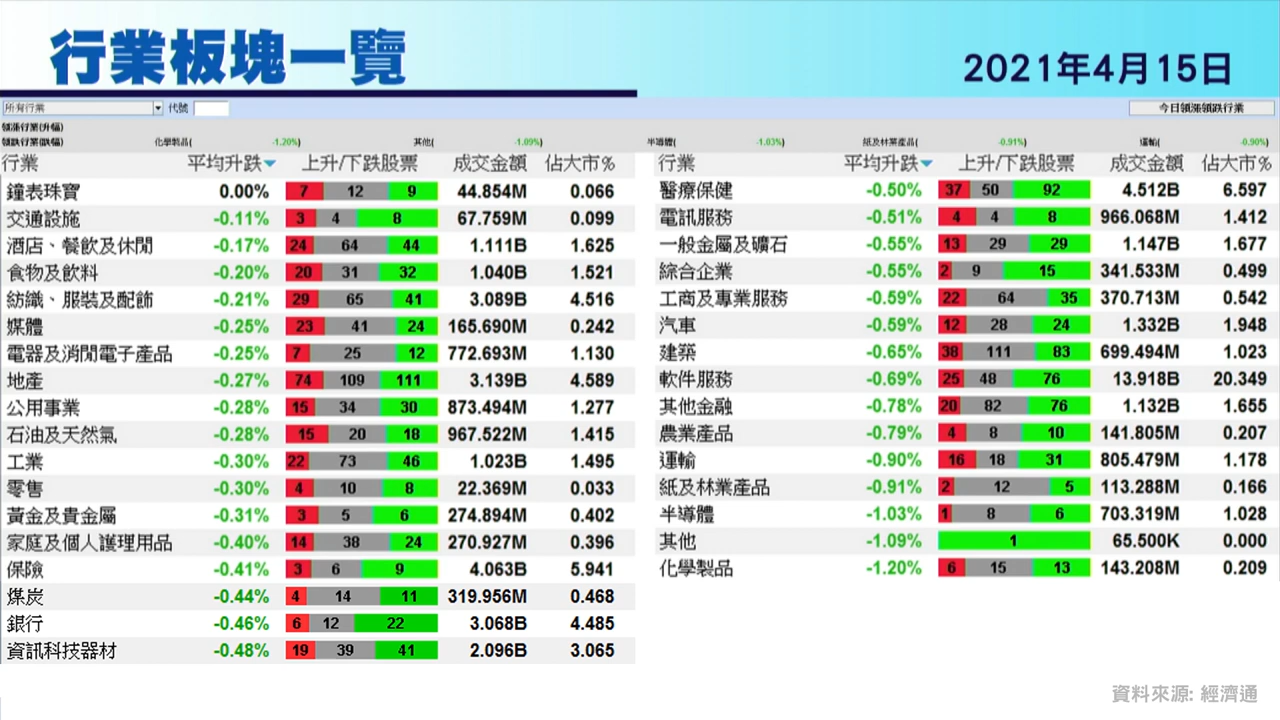 行業板塊一覽
2021年4月15日
所有行業 代號 今日領漲領跌行業
領漲行業(升幅)
領跌行業(跌幅) 化學製品( -1.20%) 其他( -1.09%) 半導體( -1.03%) 紙及林業產品( -0.91%) 運輸( -0.90%)
行業 平均升跌 上升/下跌股票 成交金額 佔大市%
鐘表珠寶 0.00% 7 12 9 44.854M 0.066
交通設施 -0.11% 3 4 8 67.759M 0.099
酒店、餐飲及休閒 -0.17% 24 64 44 1.111B 1.625
食物及飲料 -0.20% 20 31 32 1.040B 1.521
紡織、服裝及配飾 -0.21% 29 65 41 3.089B 4.516
媒體 -0.25% 23 41 24 165.690M 0.242
電器及消閒電子產品 -0.25% 7 25 12 772.693M 1.130
地產 -0.27% 74 109 111 3.139B 4.589
公用事業 -0.28% 15 34 30 873.494M 1.277
石油及天然氣 -0.28% 15 20 18 967.522M 1.415
工業 -0.30% 22 73 46 1.023B 1.495
零售 -0.30% 4 10 8 22.369M 0.033
黃金及貴金屬 -0.31% 3 5 6 274.894M 0.402
家庭及個人護理用品 -0.40% 14 38 24 270.927M 0.396
保險 -0.41% 3 6 9 4.063B 5.941
煤炭 -0.44% 4 14 11 319.956M 0.468
銀行 -0.46% 6 12 22 3.068B 4.485
資訊科技器材 -0.48% 19 39 41 2.096B 3.065
行業 平均升跌 上升/下跌股票 成交金額 佔大市%
醫療保健 -0.50% 37 50 92 4.512B 6.597
電訊服務 -0.51% 4 4 8 966.068M 1.412
一般金屬及礦石 -0.55% 13 29 29 1.147B 1.677
綜合企業 -0.55% 2 9 15 341.533M 0.499
工商及專業服務 -0.59% 22 64 35 370.713M 0.542
汽車 -0.59% 12 28 24 1.332B 1.948
建築 -0.65% 38 111 83 699.494M 1.023
軟件服務 -0.69% 25 48 76 13.918B 20.349
其他金融 -0.78% 20 82 76 1.132B 1.655
農業產品 -0.79% 4 8 10 141.805M 0.207
運輸 -0.90% 16 18 31 805.479M 1.178
紙及林業產品 -0.91% 2 12 5 113.288M 0.166
半導體 -1.03% 1 8 6 703.319M 1.028
其他 -1.09% 1 65.500K 0.000
化學製品 -1.20% 6 15 13 143.208M 0.209
資料來源: 經濟通